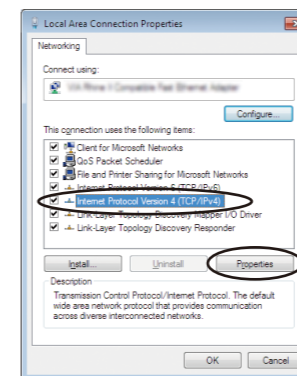 Local Area Connection Properties
Networking
Connect using:
Configure...
This connection uses the following items:
Client for Microsoft Networks
QoS Packet Scheduler
File and Printer Sharing for Microsoft Networks
Internet Protocol Version 6 (TCP/IPv6)
Internet Protocol Version 4 (TCP/IPv4)
Link-Layer Topology Discovery Mapper I/O Driver
Link-Layer Topology Discovery Responder
Install...
Uninstall
Properties
Description
Transmission Control Protocol/Internet Protocol. The default
wide area network protocol that provides communication
across diverse interconnected networks.
OK
Cancel